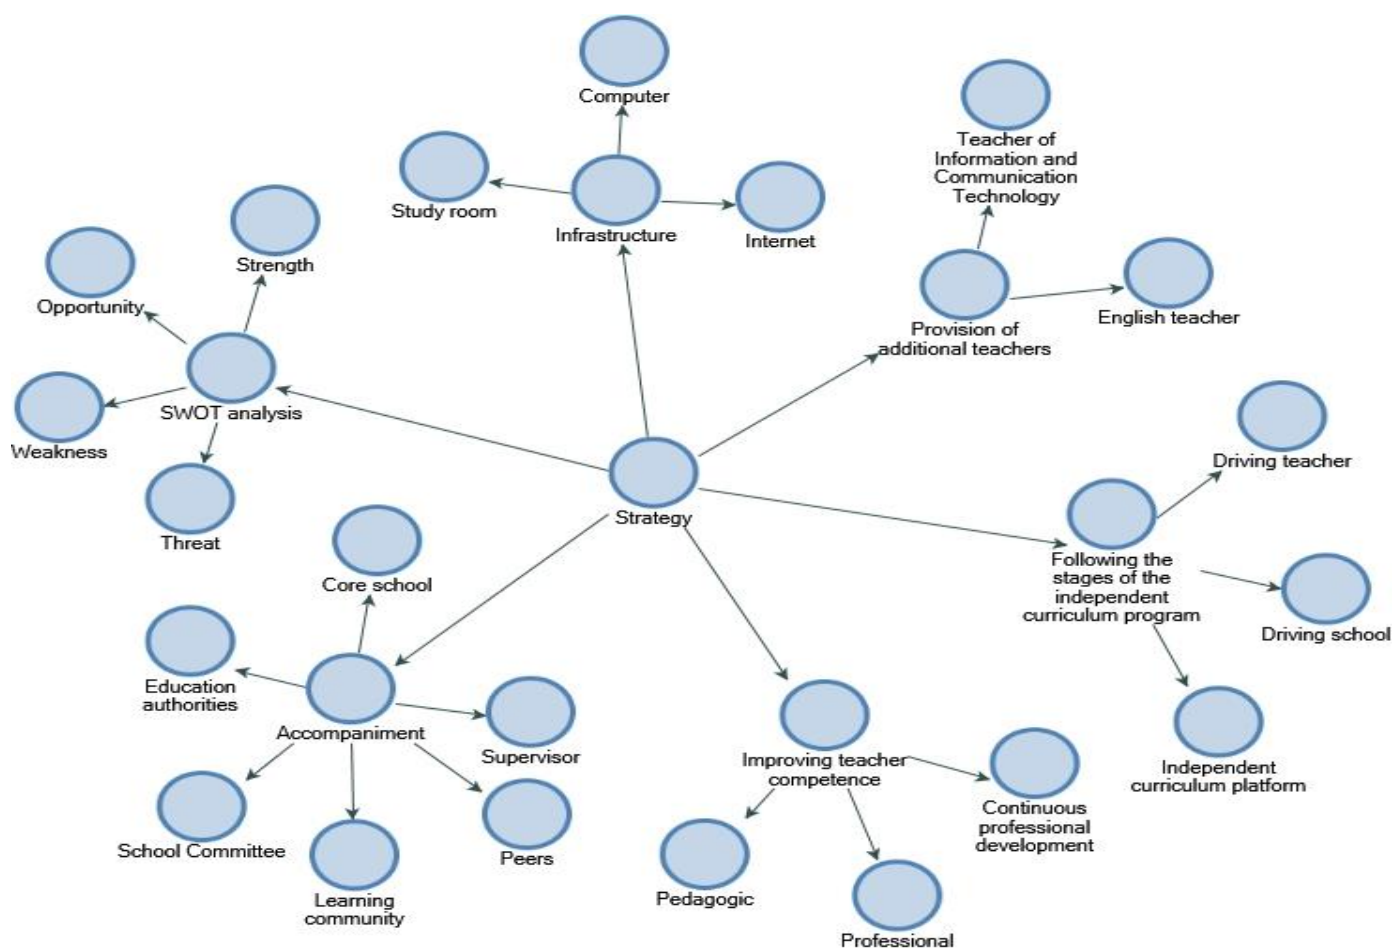 Computer
Teacher of
Information and
Communication
Technology
Study room
Infrastructure
Internet
Strength
Opportunity
English teacher
Provision of
additional teachers
SWOT analysis
Weakness
Driving teacher
Strategy
Threat
Core school
Following the
stages of the
independent
curriculum program
Driving school
Education
authorities
Accompaniment
Supervisor
Improving teacher
competence
Independent
curriculum platform
Continuous
professional
development
School Committee
Peers
Learning
community
Pedagogic
Professional